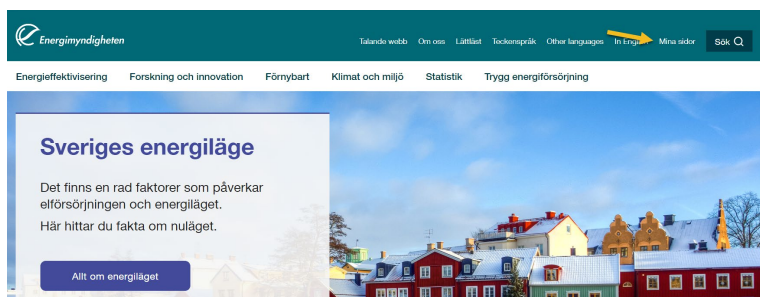 Energimyndigheten
Talande webb Om oss Lättläst Teckenspråk Other languages In Mina sidor Sök
Energieffektivisering Forskning och innovation Förnybart Klimat och miljö Statistik Trygg energiförsörjning
Sveriges energiläge
Det finns en rad faktorer som påverkar
elförsörjningen och energiläget.
Här hittar du fakta om nuläget.
Allt om energiläget